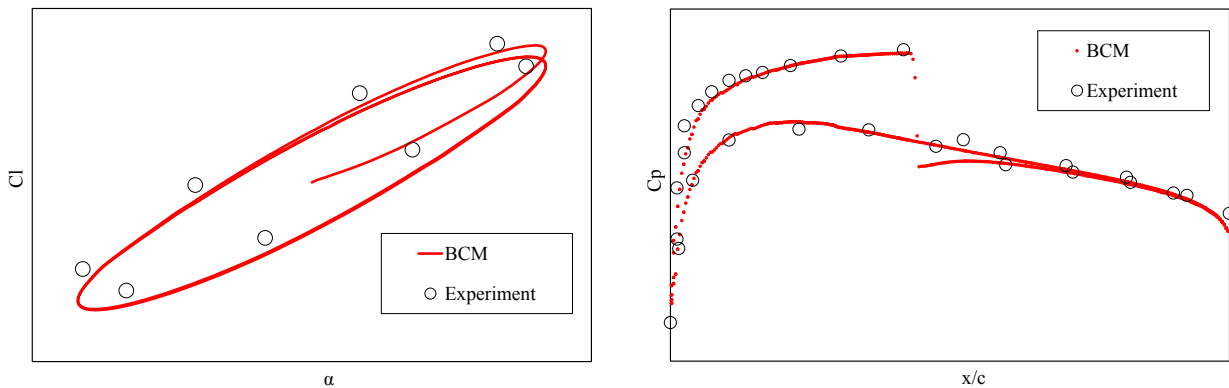 Cl
BCM
Experiment
α
Cp
BCM
Experiment
x/c